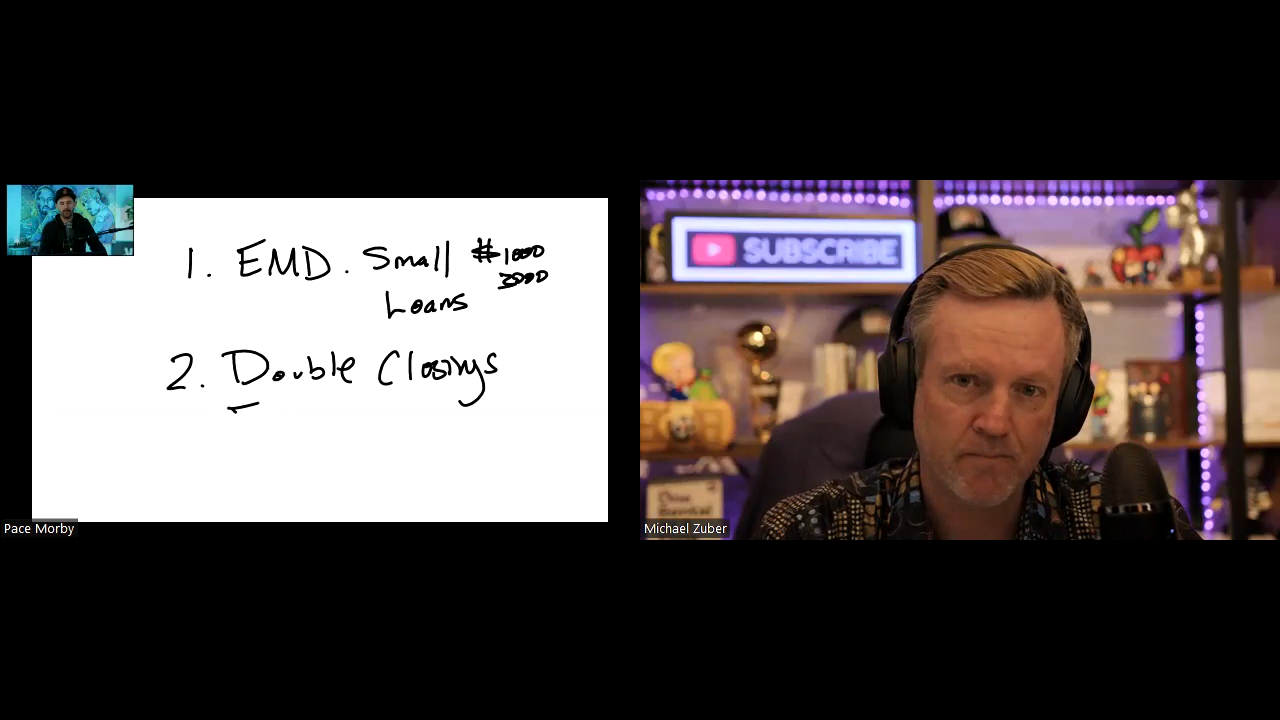 1. EMD. Small #1000
3000
Loans
2. Double Closings
Pace Morby
SUBSCRIBE
Michael Zuber